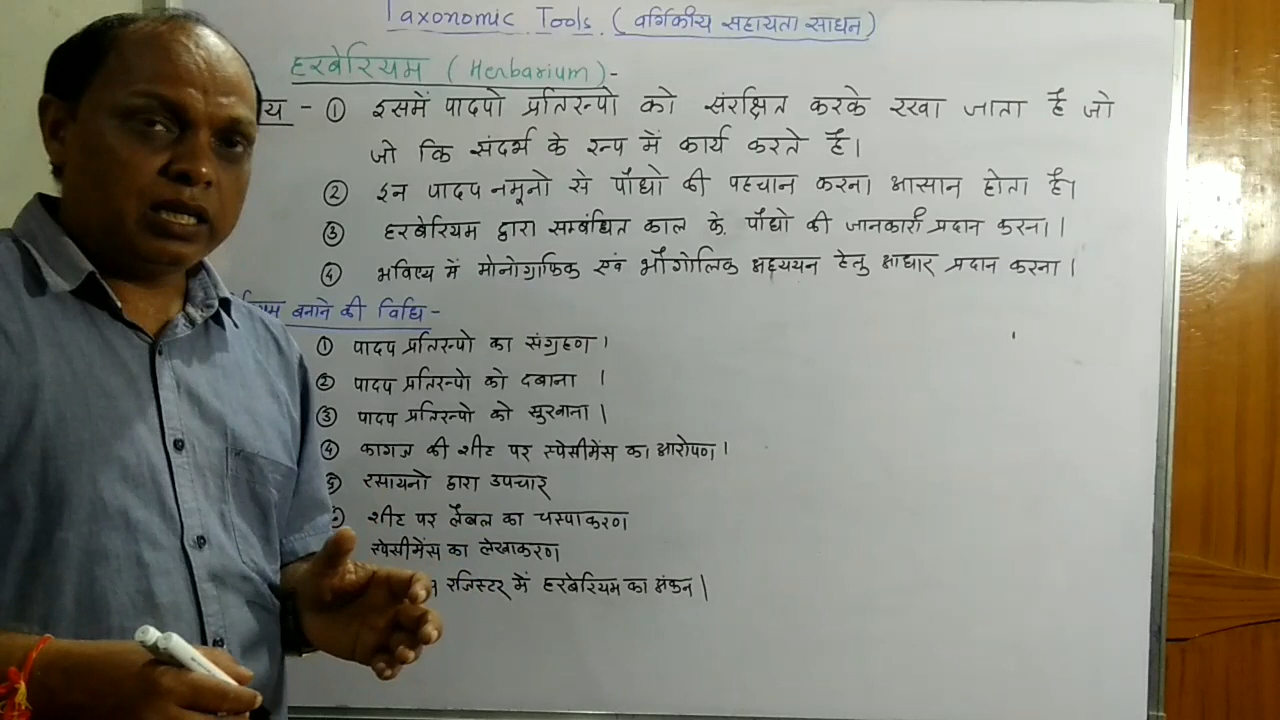 Taxonomic Tools (वर्गिकीय सहायता साधन)
हरबेरियम (Herbarium)-
य - ① इसमें पादपो प्रतिरूपो को संरक्षित करके रखा जाता है जो
जो कि संदर्भ के रूप में कार्य करते है।
② इन पादप नमूनो से पौधो की पहचान करना आसान होता है।
③ हरबेरियम द्वारा सम्बंधित काल के पौधो की जानकारी प्रदान करना।
④ भविष्य में मोनोग्राफिक एवं भौगोलिक अद्ध्ययन हेतु आधार प्रदान करना।
यम बनाने की विधि-
① पादप प्रतिरूपो का संग्रहण।
② पादप प्रतिरूपो को दबाना।
③ पादप प्रतिरूपो को सुखाना।
④ कागज की शीट पर स्पेसीमेंस का आरोपण।
⑤ रसायनो द्वारा उपचार
शीट पर लैबल का चस्पाकरण
स्पेसीमेंस का लेखाकरण
रजिस्टर में हरबेरियम का अंकन।